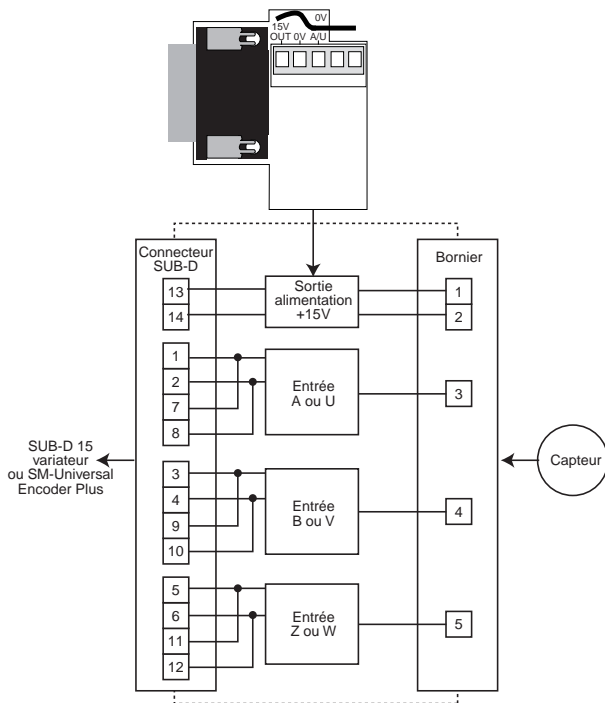 0V
15V
OUT 0V A/U
Connecteur
SUB-D
Bornier
13
14
Sortie
alimentation
+15V
1
2
1
2
7
8
Entrée
A ou U
3
SUB-D 15
variateur
ou SM-Universal
Encoder Plus
3
4
9
10
Entrée
B ou V
4
Capteur
5
6
11
12
Entrée
Z ou W
5